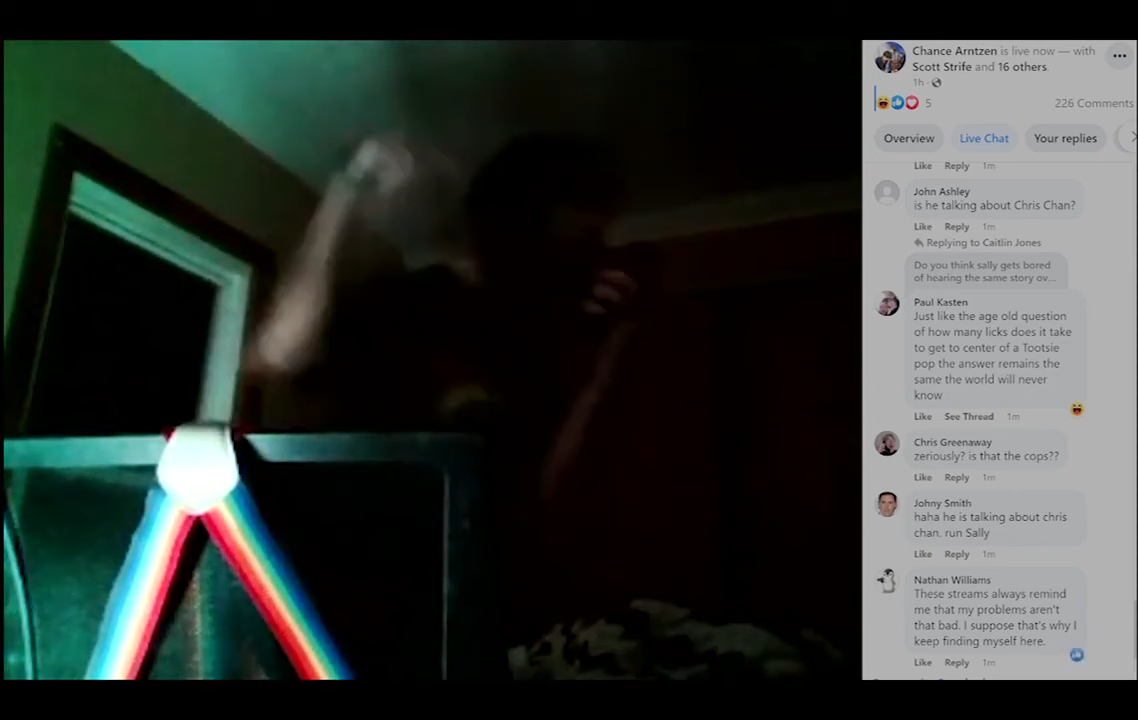 Chance Arntzen is live now — with
Scott Strife and 16 others.
1h
5
226 Comments
Overview
Live Chat
Your replies
Like Reply 1m
John Ashley
is he talking about Chris Chan?
Like Reply 1m
Replying to Caitlin Jones
Do you think sally gets bored
of hearing the same story ov...
Paul Kasten
Just like the age old question
of how many licks does it take
to get to center of a Tootsie
pop the answer remains the
same the world will never
know
Like See Thread 1m
Chris Greenaway
zeriously? is that the cops??
Like Reply 1m
Johny Smith
haha he is talking about chris
chan. run Sally
Like Reply 1m
Nathan Williams
These streams always remind
me that my problems aren't
that bad. I suppose that's why I
keep finding myself here.
Like Reply 1m